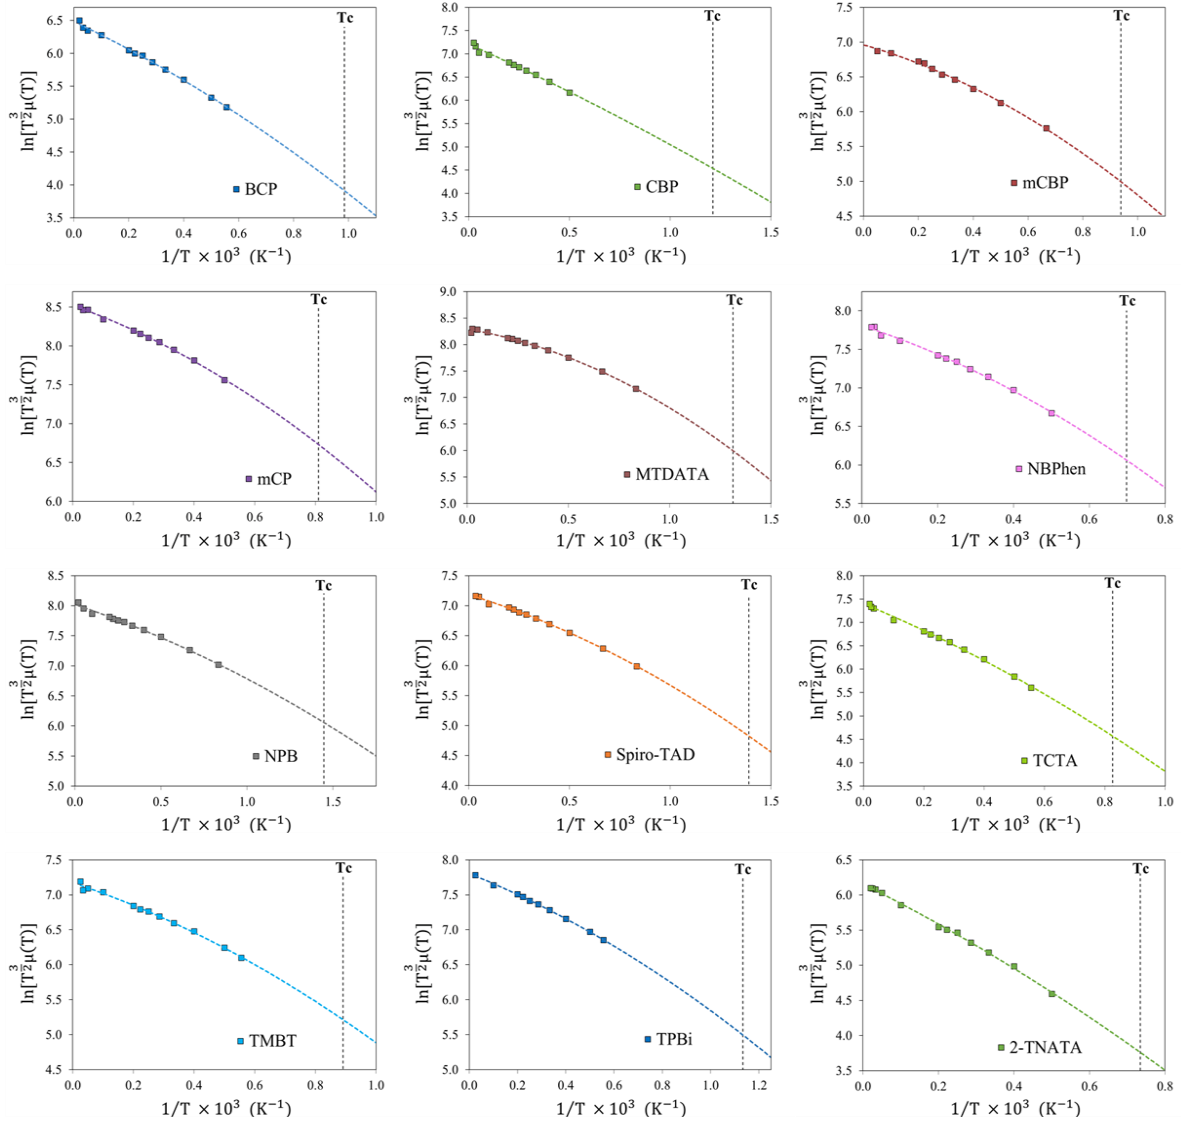 Tc
6.5
6.0
5.5
5.0
4.5
4.0
3.5
ln[T^{3/2}μ(T)]
BCP
0.0 0.2 0.4 0.6 0.8 1.0
1/T × 10³ (K⁻¹)
Tc
8.0
7.5
7.0
6.5
6.0
5.5
5.0
4.5
4.0
3.5
ln[T^{3/2}μ(T)]
CBP
0.0 0.5 1.0 1.5
1/T × 10³ (K⁻¹)
Tc
7.5
7.0
6.5
6.0
5.5
5.0
4.5
ln[T^{3/2}μ(T)]
mCBP
0.0 0.2 0.4 0.6 0.8 1.0
1/T × 10³ (K⁻¹)
Tc
8.5
8.0
7.5
7.0
6.5
6.0
ln[T^{3/2}μ(T)]
mCP
0.0 0.2 0.4 0.6 0.8 1.0
1/T × 10³ (K⁻¹)
Tc
9.0
8.5
8.0
7.5
7.0
6.5
6.0
5.5
5.0
ln[T^{3/2}μ(T)]
MTDATA
0.0 0.5 1.0 1.5
1/T × 10³ (K⁻¹)
Tc
8.0
7.5
7.0
6.5
6.0
5.5
ln[T^{3/2}μ(T)]
NBPhen
0.0 0.2 0.4 0.6 0.8
1/T × 10³ (K⁻¹)
Tc
8.5
8.0
7.5
7.0
6.5
6.0
5.5
5.0
ln[T^{3/2}μ(T)]
NPB
0.0 0.5 1.0 1.5
1/T × 10³ (K⁻¹)
Tc
7.5
7.0
6.5
6.0
5.5
5.0
4.5
4.0
ln[T^{3/2}μ(T)]
Spiro-TAD
0.0 0.5 1.0 1.5
1/T × 10³ (K⁻¹)
Tc
8.0
7.5
7.0
6.5
6.0
5.5
5.0
4.5
4.0
3.5
ln[T^{3/2}μ(T)]
TCTA
0.0 0.2 0.4 0.6 0.8 1.0
1/T × 10³ (K⁻¹)
Tc
7.5
7.0
6.5
6.0
5.5
5.0
4.5
ln[T^{3/2}μ(T)]
TMBT
0.0 0.2 0.4 0.6 0.8 1.0
1/T × 10³ (K⁻¹)
Tc
8.0
7.5
7.0
6.5
6.0
5.5
5.0
ln[T^{3/2}μ(T)]
TPBi
0.0 0.2 0.4 0.6 0.8 1.0 1.2
1/T × 10³ (K⁻¹)
Tc
6.5
6.0
5.5
5.0
4.5
4.0
3.5
ln[T^{3/2}μ(T)]
2-TNATA
0.0 0.2 0.4 0.6 0.8
1/T × 10³ (K⁻¹)